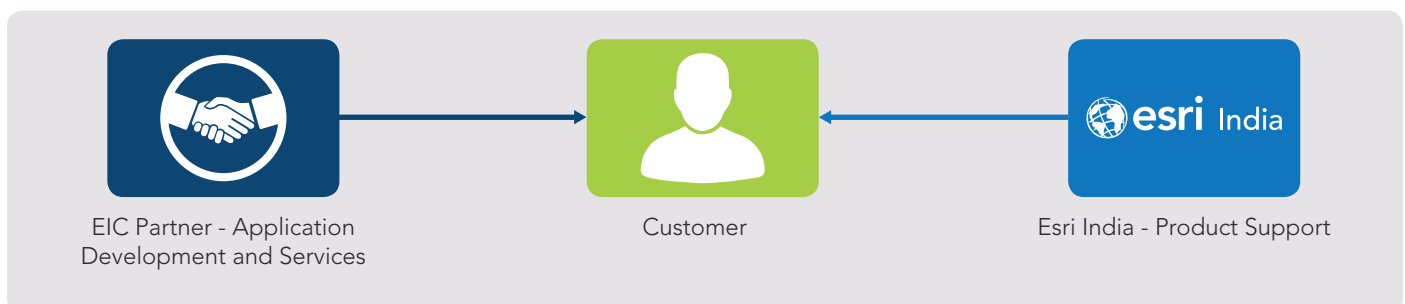 esri India
EIC Partner - Application
Development and Services
Customer
Esri India - Product Support